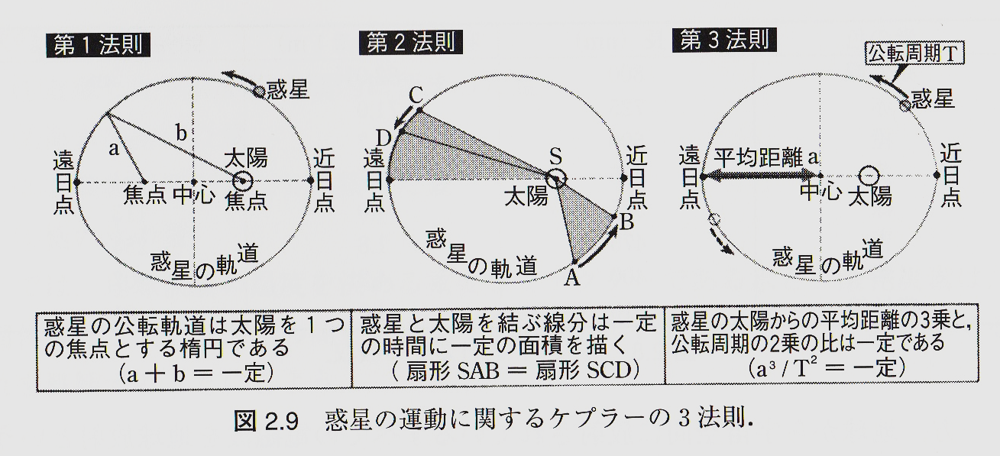 第1法則
惑星
a
b
太陽
遠日点
近日点
焦点
中心
焦点
惑星の軌道
第2法則
C
D
S
遠日点
近日点
太陽
B
A
惑星の軌道
第3法則
公転周期T
惑星
遠日点
平均距離a
近日点
中心
太陽
惑星の軌道
惑星の公転軌道は太陽を1つ
の焦点とする楕円である
(a+b=一定)
惑星と太陽を結ぶ線分は一定
の時間に一定の面積を描く
(扇形SAB=扇形SCD)
惑星の太陽からの平均距離の3乗と,
公転周期の2乗の比は一定である
(a³/T²=一定)
図2.9 惑星の運動に関するケプラーの3法則.